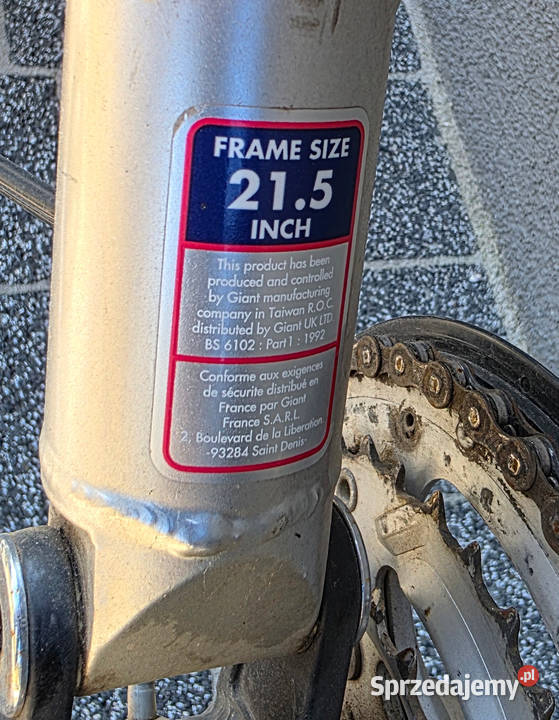 FRAME SIZE
21.5
INCH
This product has been
produced and controlled
by Giant manufacturing
company in Taiwan R.O.C.
distributed by Giant UK LTD.
BS 6102 : Part 1 : 1992
Conforme aux exigences
de sécurite distribué en
France par Giant
France S.A.R.L.
2, Boulevard de la Liberation
-93284 Saint Denis-
Sprzedajemy.pl